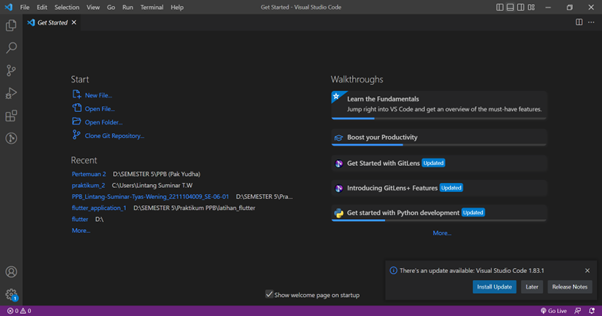 File Edit Selection View Go Run Terminal Help
Get Started - Visual Studio Code
Get Started
Start
New File...
Open File...
Open Folder...
Clone Git Repository...
Recent
Pertemuan 2 D:\SEMESTER 5\PPB (Pak Yudha)
praktikum_2 C:\Users\Lintang Suminar T.W
PPB_Lintang-Suminar-Tyas-Wening_2211104009_SE-06-01 D:\SEMESTER 5\Pra...
flutter_application_1 D:\SEMESTER 5\Praktikum PPB\latihan_flutter
flutter D:\
More...
Walkthroughs
Learn the Fundamentals
Jump right into VS Code and get an overview of the must-have features.
Boost your Productivity
Get Started with GitLens Updated
Introducing GitLens+ Features Updated
Get started with Python development Updated
More...
Show welcome page on startup
There's an update available: Visual Studio Code 1.83.1
Install Update Later Release Notes
1
0 0
Go Live